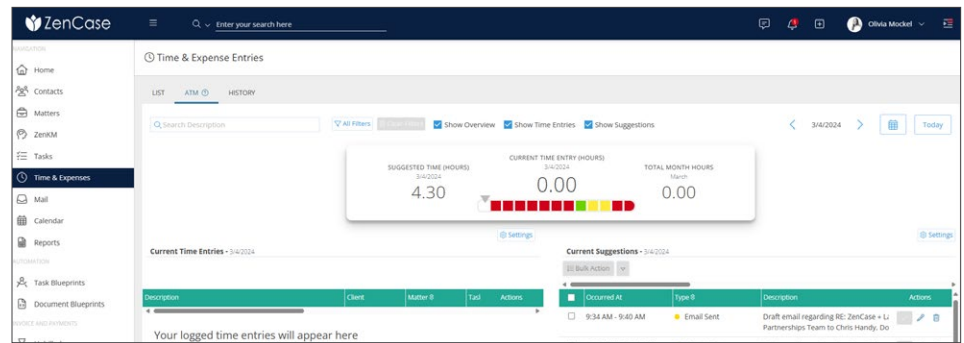 ZenCase
Enter your search here
Olivia Mockel
NAVIGATION
Home
Contacts
Matters
ZenKM
Tasks
Time & Expenses
Mail
Calendar
Reports
AUTOMATION
Task Blueprints
Document Blueprints
INVOICE AND PAYMENTS
Time & Expense Entries
LIST
ATM
HISTORY
Search Description
All Filters
Show Overview
Show Time Entries
Show Suggestions
3/4/2024
Today
SUGGESTED TIME (HOURS)
3/4/2024
4.30
CURRENT TIME ENTRY (HOURS)
3/4/2024
0.00
TOTAL MONTH HOURS
March
0.00
Settings
Settings
Current Time Entries - 3/4/2024
Description
Client
Matter
Tasl
Actions
Your logged time entries will appear here
Current Suggestions - 3/4/2024
Bulk Action
Occurred At
Type
Description
Actions
9:34 AM - 9:40 AM
Email Sent
Draft email regarding RE: ZenCase + La
Partnerships Team to Chris Handy, Do